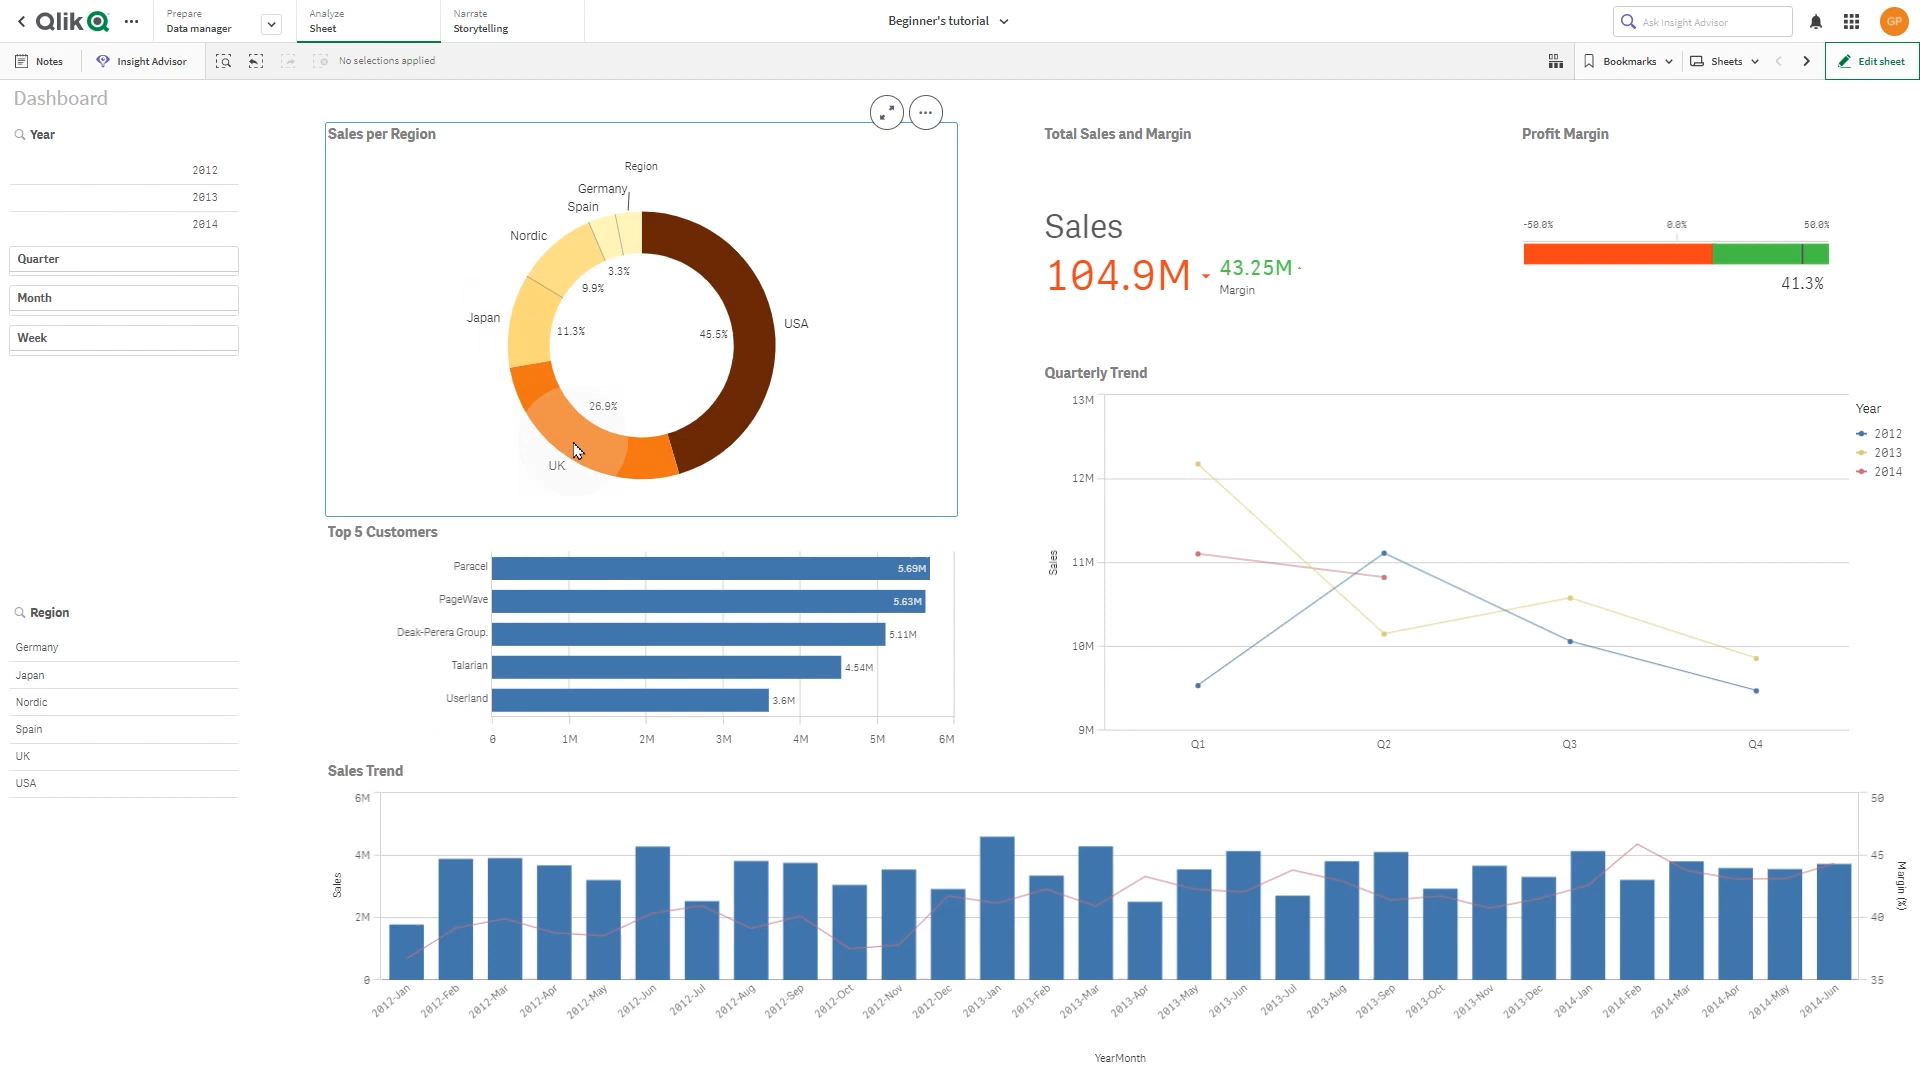 Qlik
Prepare
Data manager
Analyze
Sheet
Narrate
Storytelling
Beginner's tutorial
Ask Insight Advisor
GP
Notes
Insight Advisor
No selections applied
Bookmarks
Sheets
Edit sheet
Dashboard
Year
2012
2013
2014
Quarter
Month
Week
Region
Germany
Japan
Nordic
Spain
UK
USA
Sales per Region
Region
Germany
Spain
Nordic
Japan
UK
USA
3.3%
9.9%
11.3%
26.9%
45.5%
Total Sales and Margin
Sales
104.9M
43.25M
Margin
Profit Margin
-50.0%
0.0%
50.0%
41.3%
Top 5 Customers
Paracel
5.69M
PageWave
5.63M
Deak-Perera Group.
5.11M
Talarian
4.54M
Userland
3.6M
0
1M
2M
3M
4M
5M
6M
Quarterly Trend
13M
12M
11M
10M
9M
Sales
Q1
Q2
Q3
Q4
Year
2012
2013
2014
Sales Trend
6M
4M
2M
0
Sales
50
45
40
35
Margin (%)
2012-Jan
2012-Feb
2012-Mar
2012-Apr
2012-May
2012-Jun
2012-Jul
2012-Aug
2012-Sep
2012-Oct
2012-Nov
2012-Dec
2013-Jan
2013-Feb
2013-Mar
2013-Apr
2013-May
2013-Jun
2013-Jul
2013-Aug
2013-Sep
2013-Oct
2013-Nov
2013-Dec
2014-Jan
2014-Feb
2014-Mar
2014-Apr
2014-May
2014-Jun
YearMonth